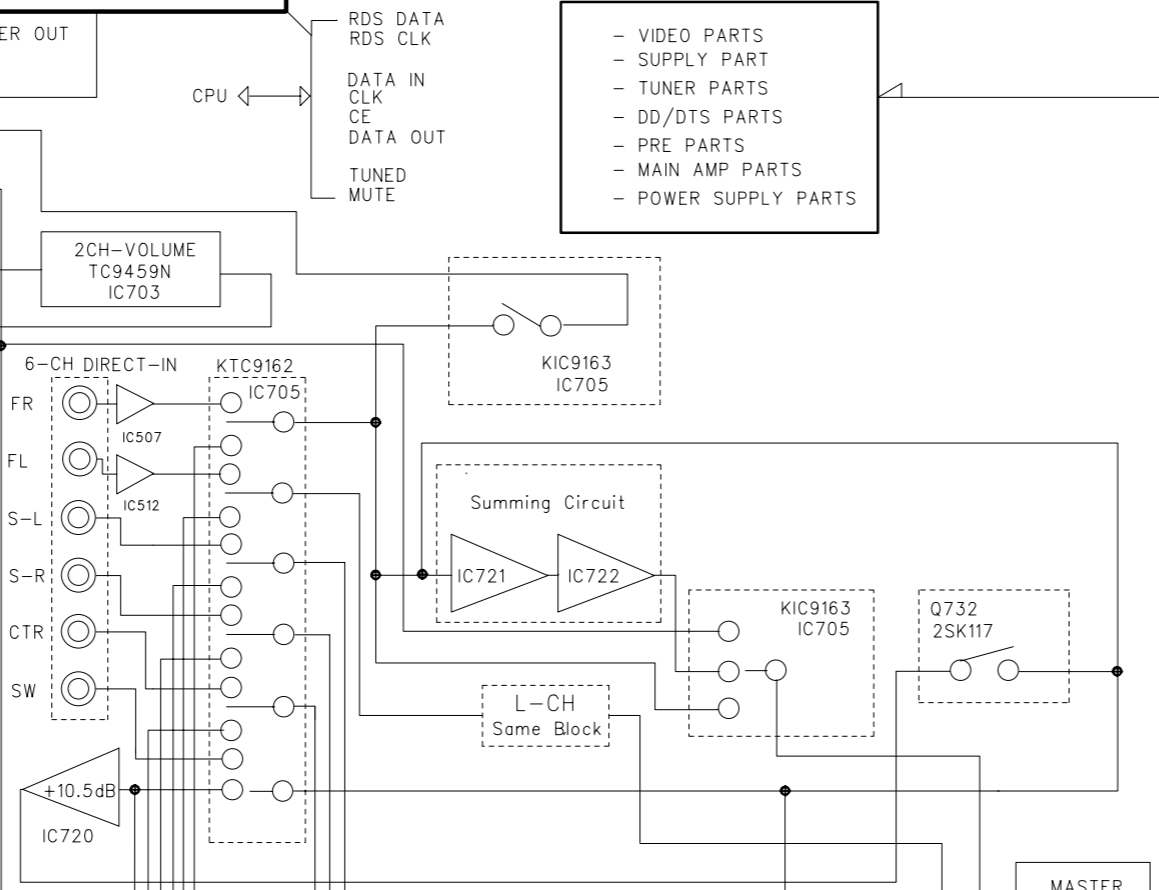 ER OUT
RDS DATA
RDS CLK
CPU
DATA IN
CLK
CE
DATA OUT
TUNED
MUTE
- VIDEO PARTS
- SUPPLY PART
- TUNER PARTS
- DD/DTS PARTS
- PRE PARTS
- MAIN AMP PARTS
- POWER SUPPLY PARTS
2CH-VOLUME
TC9459N
IC703
KIC9163
IC705
6-CH DIRECT-IN
KTC9162
IC705
FR
IC507
FL
IC512
S-L
S-R
CTR
SW
Summing Circuit
IC721
IC722
KIC9163
IC705
Q732
2SK117
L-CH
Same Block
+10.5dB
IC720
MASTER